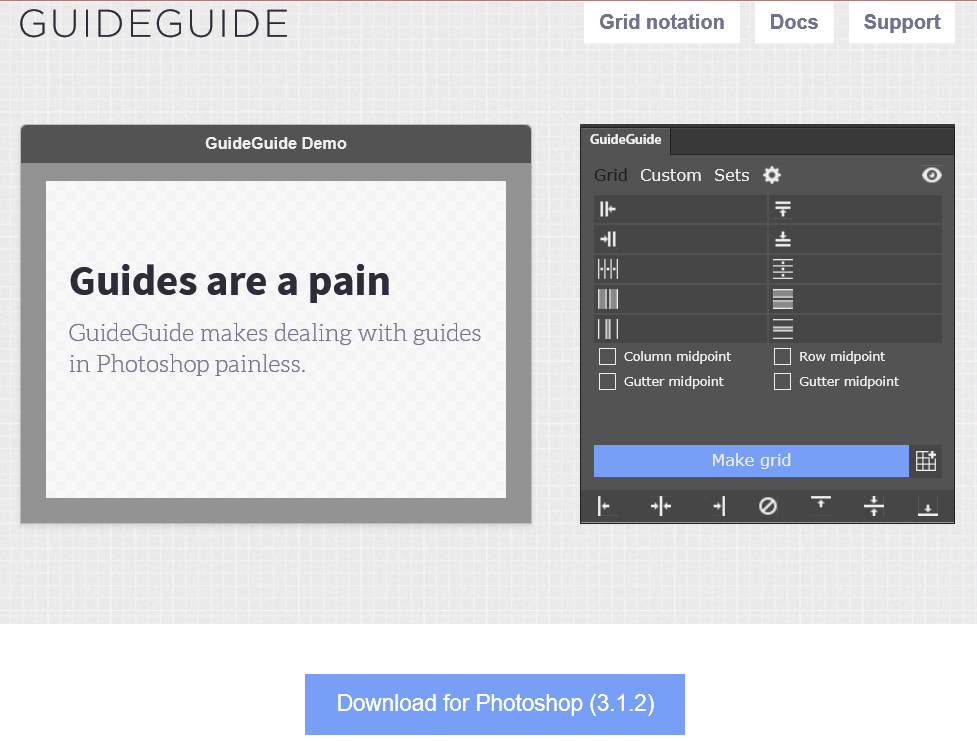 GUIDEGUIDE
Grid notation Docs Support
GuideGuide Demo
Guides are a pain
GuideGuide makes dealing with guides
in Photoshop painless.
GuideGuide
Grid Custom Sets
Column midpoint Row midpoint
Gutter midpoint Gutter midpoint
Make grid
Download for Photoshop (3.1.2)